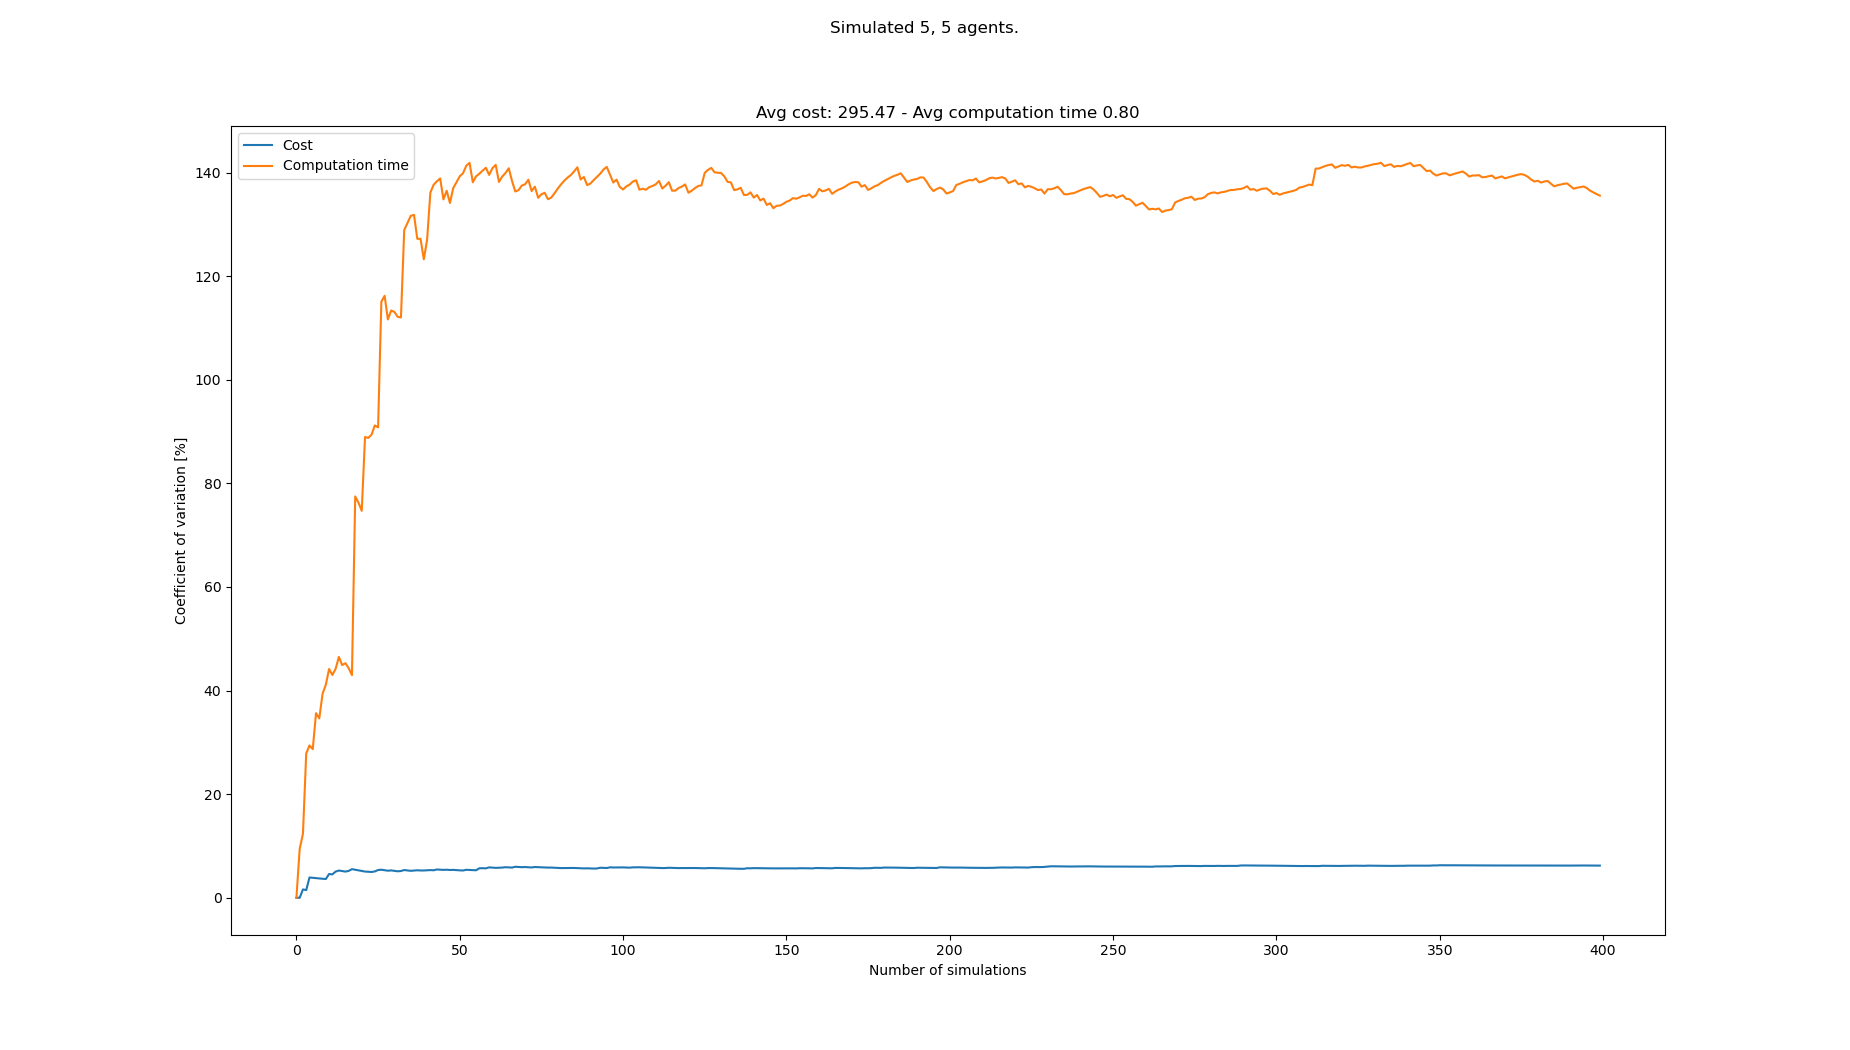 Simulated 5, 5 agents.
Avg cost: 295.47 - Avg computation time 0.80
Cost
Computation time
140
120
100
80
60
40
20
0
Coefficient of variation [%]
0 50 100 150 200 250 300 350 400
Number of simulations